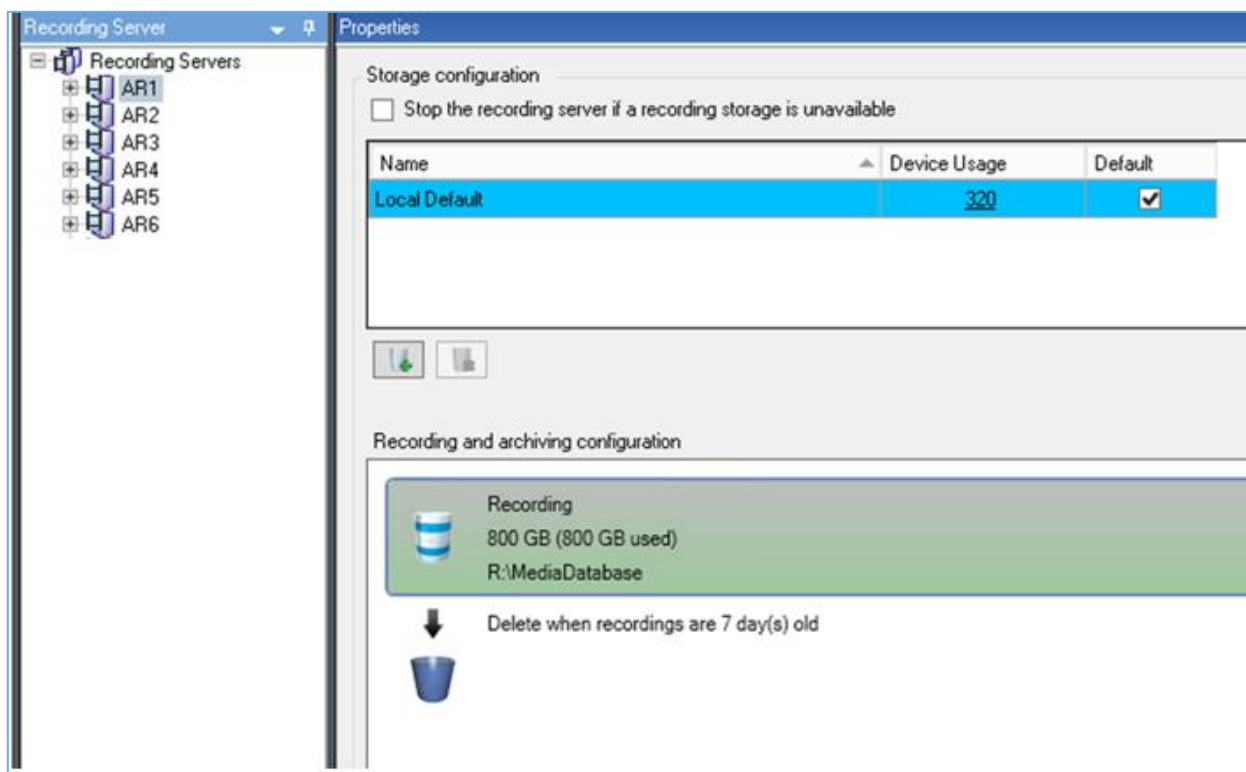 Recording Server
Recording Servers
AR1
AR2
AR3
AR4
AR5
AR6
Properties
Storage configuration
Stop the recording server if a recording storage is unavailable
Name Device Usage Default
Local Default 320
Recording and archiving configuration
Recording
800 GB (800 GB used)
R:\MediaDatabase
Delete when recordings are 7 day(s) old